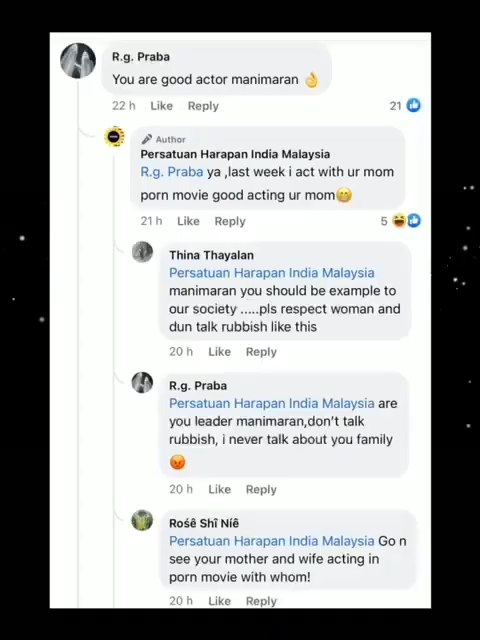 R.g. Praba
You are good actor manimaran 👌
22 h Like Reply 21
Author
Persatuan Harapan India Malaysia
R.g. Praba ya ,last week i act with ur mom
porn movie good acting ur mom😁
21 h Like Reply 5
Thina Thayalan
Persatuan Harapan India Malaysia
manimaran you should be example to
our society .....pls respect woman and
dun talk rubbish like this
20 h Like Reply
R.g. Praba
Persatuan Harapan India Malaysia are
you leader manimaran,don't talk
rubbish, i never talk about you family
😡
20 h Like Reply
Rośê Shî Níê
Persatuan Harapan India Malaysia Go n
see your mother and wife acting in
porn movie with whom!
20 h Like Reply